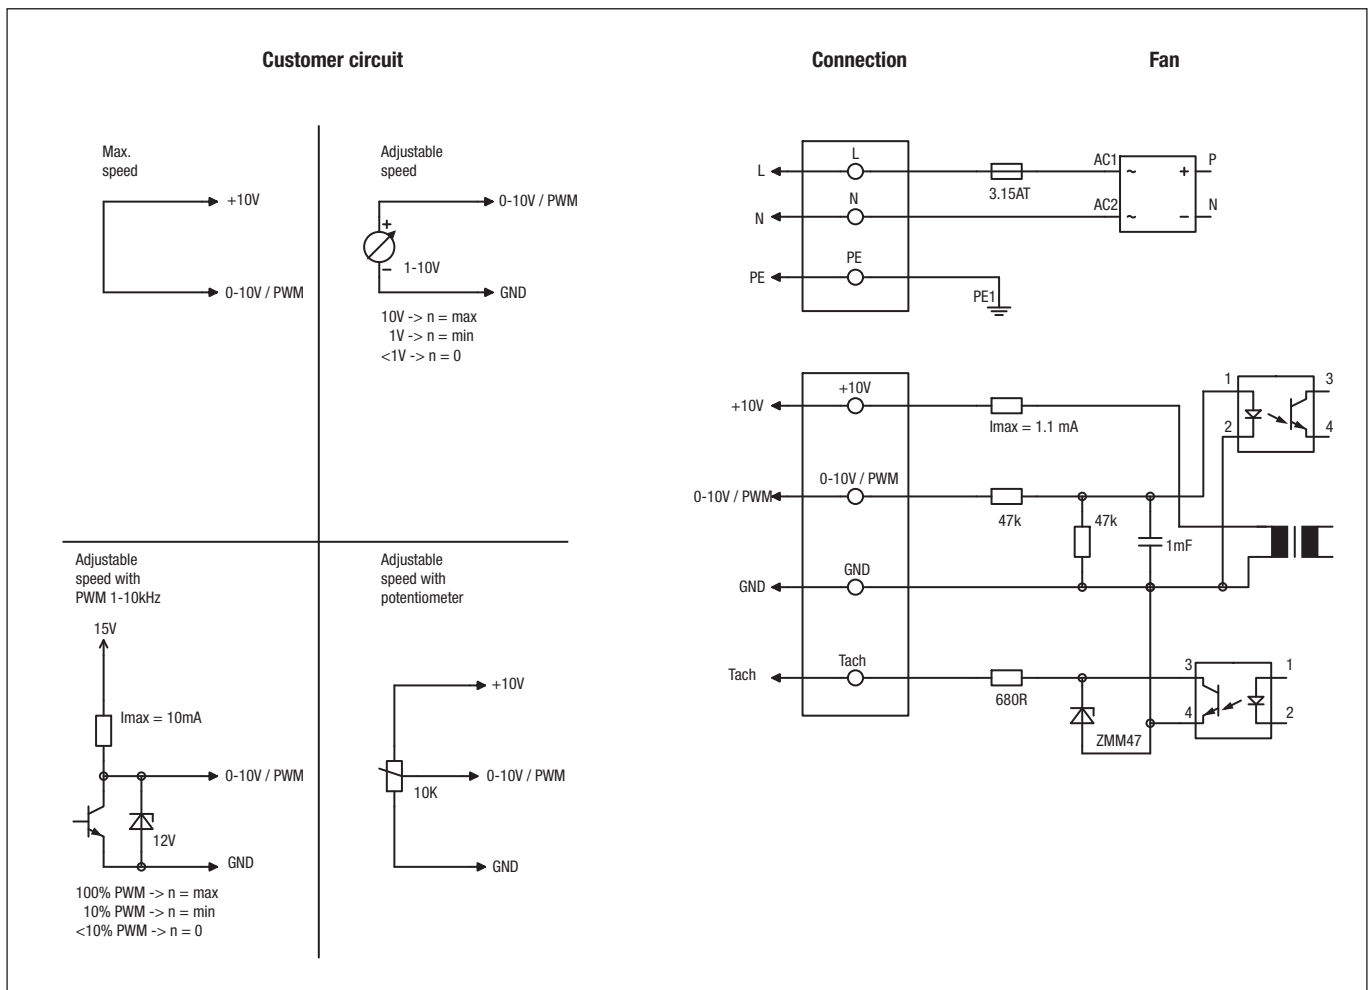 Customer circuit
Connection
Fan
Max.
speed
+10V
0-10V / PWM
Adjustable
speed
0-10V / PWM
+
–
1-10V
GND
10V -> n = max
1V -> n = min
<1V -> n = 0
Adjustable
speed with
PWM 1-10kHz
15V
Imax = 10mA
0-10V / PWM
12V
GND
100% PWM -> n = max
10% PWM -> n = min
<10% PWM -> n = 0
Adjustable
speed with
potentiometer
+10V
0-10V / PWM
10K
GND
L
L
3.15AT
AC1
~
+
P
N
N
AC2
~
–
N
PE
PE
PE1
+10V
+10V
Imax = 1.1 mA
1
3
2
4
0-10V / PWM
0-10V / PWM
47k
47k
1mF
GND
GND
Tach
Tach
680R
ZMM47
3
1
4
2